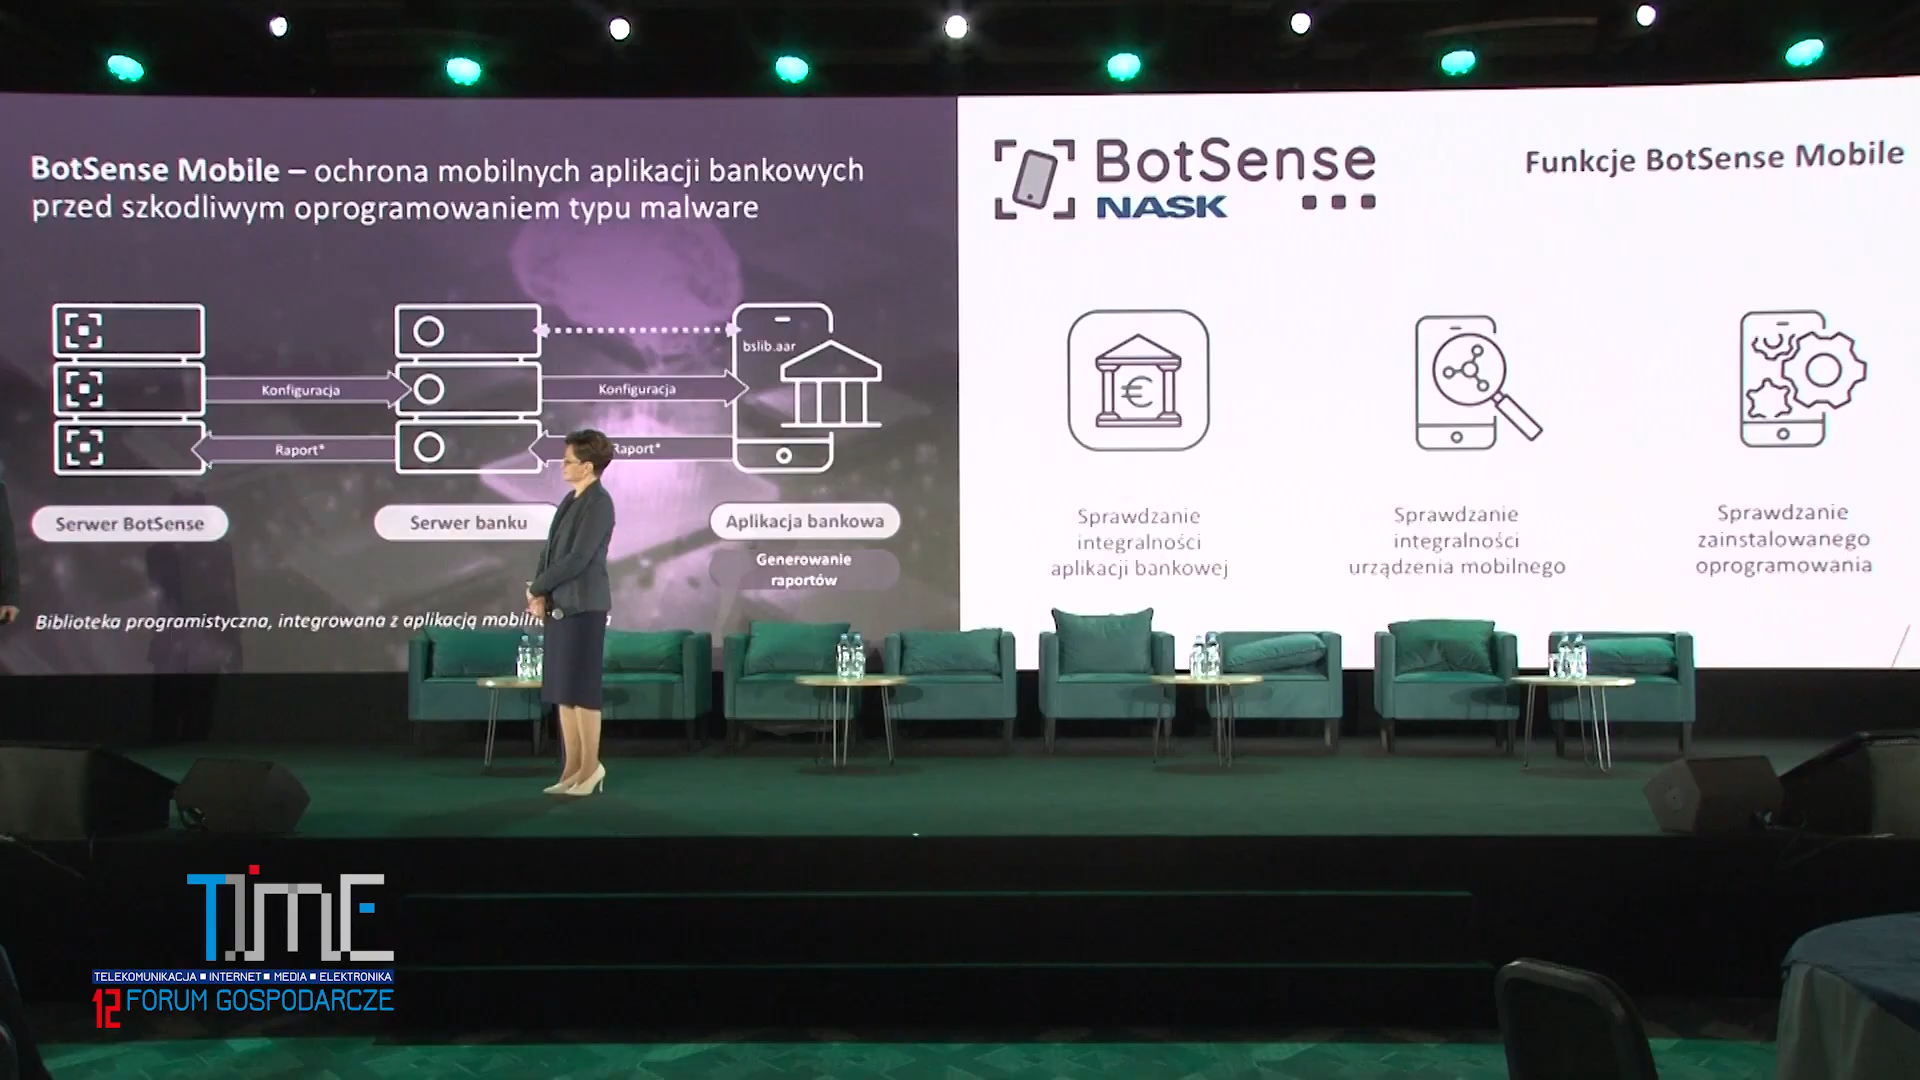 BotSense Mobile – ochrona mobilnych aplikacji bankowych
przed szkodliwym oprogramowaniem typu malware
bslib.aar
Konfiguracja
Konfiguracja
Raport*
Raport*
Serwer BotSense
Serwer banku
Aplikacja bankowa
Generowanie
raportów
Biblioteka programistyczna, integrowana z aplikacją
BotSense
NASK
Funkcje BotSense Mobile
€
Sprawdzanie
integralności
aplikacji bankowej
Sprawdzanie
integralności
urządzenia mobilnego
Sprawdzanie
zainstalowanego
oprogramowania
TIME
TELEKOMUNIKACJA ■ INTERNET ■ MEDIA ■ ELEKTRONIKA
12 FORUM GOSPODARCZE